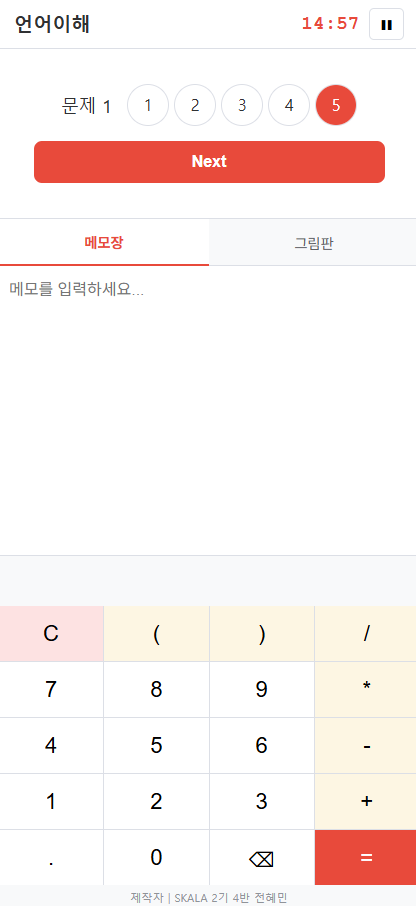 언어이해 14:57
문제 1 1 2 3 4 5
Next
메모장 그림판
메모를 입력하세요...
C ( ) /
7 8 9 *
4 5 6 -
1 2 3 +
. 0 ⌫ =
제작자 | SKALA 2기 4반 전혜민